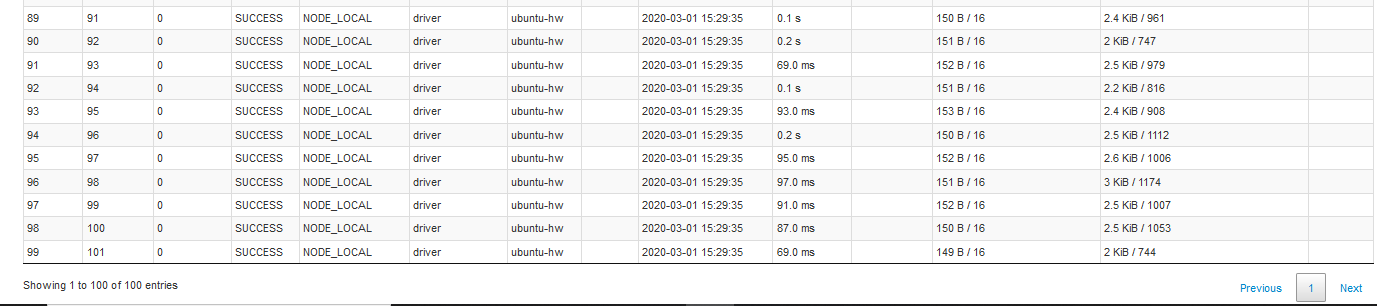 89 91 0 SUCCESS NODE_LOCAL driver ubuntu-hw 2020-03-01 15:29:35 0.1 s 150 B / 16 2.4 KiB / 961
90 92 0 SUCCESS NODE_LOCAL driver ubuntu-hw 2020-03-01 15:29:35 0.2 s 151 B / 16 2 KiB / 747
91 93 0 SUCCESS NODE_LOCAL driver ubuntu-hw 2020-03-01 15:29:35 69.0 ms 152 B / 16 2.5 KiB / 979
92 94 0 SUCCESS NODE_LOCAL driver ubuntu-hw 2020-03-01 15:29:35 0.1 s 151 B / 16 2.2 KiB / 816
93 95 0 SUCCESS NODE_LOCAL driver ubuntu-hw 2020-03-01 15:29:35 93.0 ms 153 B / 16 2.4 KiB / 908
94 96 0 SUCCESS NODE_LOCAL driver ubuntu-hw 2020-03-01 15:29:35 0.2 s 150 B / 16 2.5 KiB / 1112
95 97 0 SUCCESS NODE_LOCAL driver ubuntu-hw 2020-03-01 15:29:35 95.0 ms 152 B / 16 2.6 KiB / 1006
96 98 0 SUCCESS NODE_LOCAL driver ubuntu-hw 2020-03-01 15:29:35 97.0 ms 151 B / 16 3 KiB / 1174
97 99 0 SUCCESS NODE_LOCAL driver ubuntu-hw 2020-03-01 15:29:35 91.0 ms 152 B / 16 2.5 KiB / 1007
98 100 0 SUCCESS NODE_LOCAL driver ubuntu-hw 2020-03-01 15:29:35 87.0 ms 150 B / 16 2.5 KiB / 1053
99 101 0 SUCCESS NODE_LOCAL driver ubuntu-hw 2020-03-01 15:29:35 69.0 ms 149 B / 16 2 KiB / 744
Showing 1 to 100 of 100 entries
Previous 1 Next